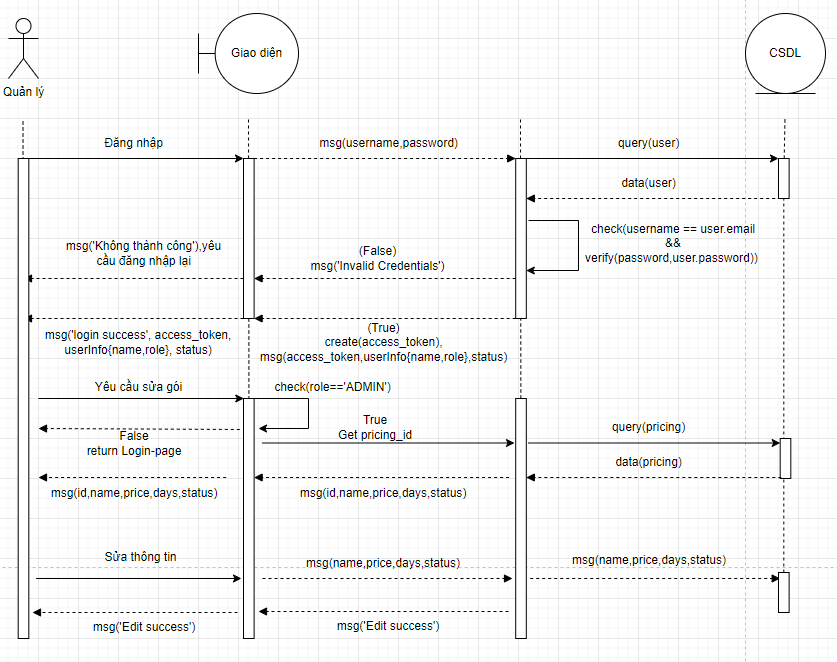 Quản lý
Giao diện
CSDL
Đăng nhập
msg(username,password)
query(user)
data(user)
check(username == user.email
&&
verify(password,user.password))
msg('Không thành công'),yêu
cầu đăng nhập lại
(False)
msg('Invalid Credentials')
msg('login success', access_token,
userInfo{name,role}, status)
(True)
create(access_token),
msg(access_token,userInfo{name,role},status)
Yêu cầu sửa gói
check(role=='ADMIN')
False
return Login-page
True
Get pricing_id
query(pricing)
data(pricing)
msg(id,name,price,days,status)
msg(id,name,price,days,status)
Sửa thông tin
msg(name,price,days,status)
msg(name,price,days,status)
msg('Edit success')
msg('Edit success')